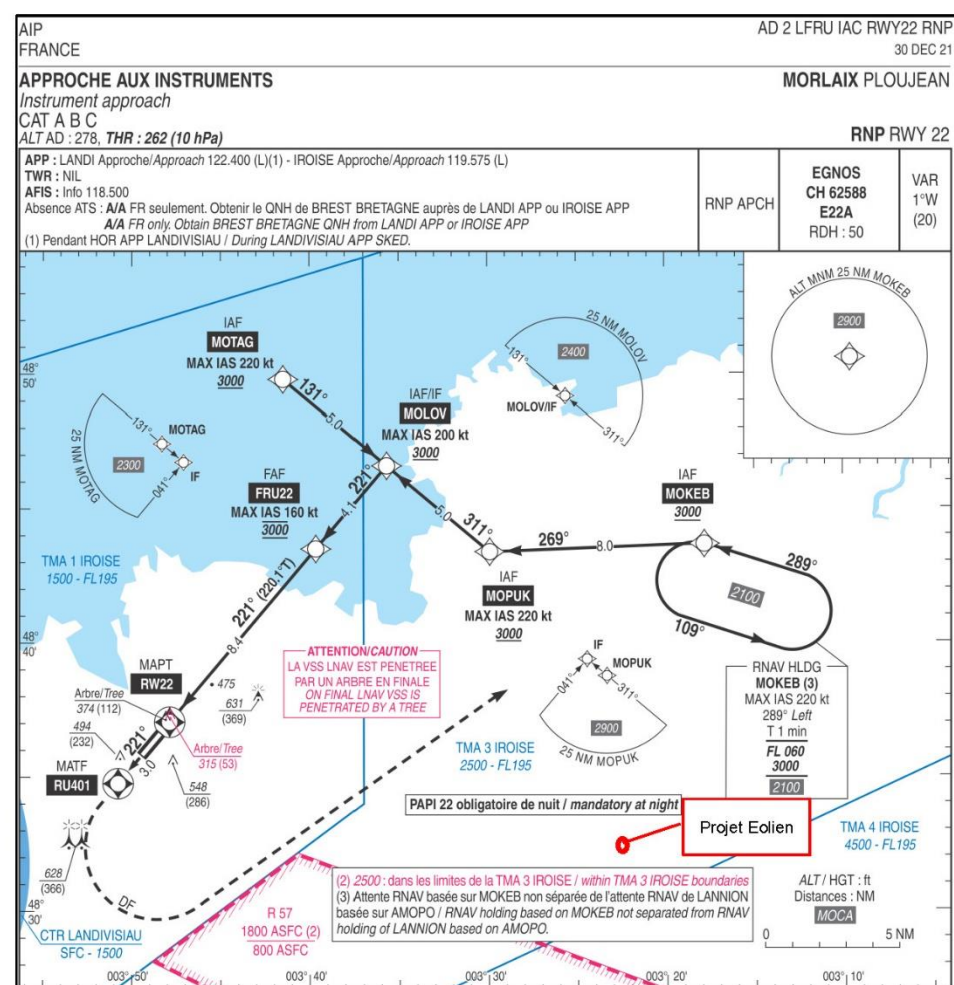 AIP
FRANCE
AD 2 LFRU IAC RWY22 RNP
30 DEC 21
APPROCHE AUX INSTRUMENTS
Instrument approach
CAT A B C
ALT AD : 278, THR : 262 (10 hPa)
MORLAIX PLOUJEAN
RNP RWY 22
APP : LANDI Approche/Approach 122.400 (L)(1) - IROISE Approche/Approach 119.575 (L)
TWR : NIL
AFIS : Info 118.500
Absence ATS : A/A FR seulement. Obtenir le QNH de BREST BRETAGNE auprès de LANDI APP ou IROISE APP
A/A FR only. Obtain BREST BRETAGNE QNH from LANDI APP or IROISE APP
(1) Pendant HOR APP LANDIVISIAU / During LANDIVISIAU APP SKED.
RNP APCH
EGNOS
CH 62588
E22A
RDH : 50
VAR
1°W
(20)
ALT MNM 25 NM MOKEB
2900
IAF
MOTAG
MAX IAS 220 kt
3000
48°
50'
131°
5.0
25 NM MOLOV
131°
2400
MOLOV/IF
311°
IAF/IF
MOLOV
MAX IAS 200 kt
3000
131°
MOTAG
25 NM MOTAG
2300
IF
041°
FAF
FRU22
MAX IAS 160 kt
3000
221°
4.1
311°
5.0
IAF
MOKEB
3000
269°
8.0
289°
2100
109°
IAF
MOPUK
MAX IAS 220 kt
3000
TMA 1 IROISE
1500 - FL195
221° (220.1°T)
8.4
48°
40'
ATTENTION/CAUTION
LA VSS LNAV EST PENETREE
PAR UN ARBRE EN FINALE
ON FINAL LNAV VSS IS
PENETRATED BY A TREE
IF
MOPUK
041°
311°
2900
25 NM MOPUK
RNAV HLDG
MOKEB (3)
MAX IAS 220 kt
289° Left
T 1 min
FL 060
3000
2100
MAPT
RW22
475
631
(369)
Arbre/Tree
374 (112)
494
(232)
Arbre/Tree
315 (53)
221°
3.0
MATF
RU401
548
(286)
TMA 3 IROISE
2500 - FL195
PAPI 22 obligatoire de nuit / mandatory at night
Projet Eolien
TMA 4 IROISE
4500 - FL195
628
(366)
DF
48°
30'
CTR LANDIVISIAU
SFC - 1500
R 57
1800 ASFC (2)
800 ASFC
(2) 2500 : dans les limites de la TMA 3 IROISE / within TMA 3 IROISE boundaries
(3) Attente RNAV basée sur MOKEB non séparée de l'attente RNAV de LANNION
basée sur AMOPO / RNAV holding based on MOKEB not separated from RNAV
holding of LANNION based on AMOPO.
ALT / HGT : ft
Distances : NM
MOCA
0 5 NM
003° 50'
003° 40'
003° 30'
003° 20'
003° 10'